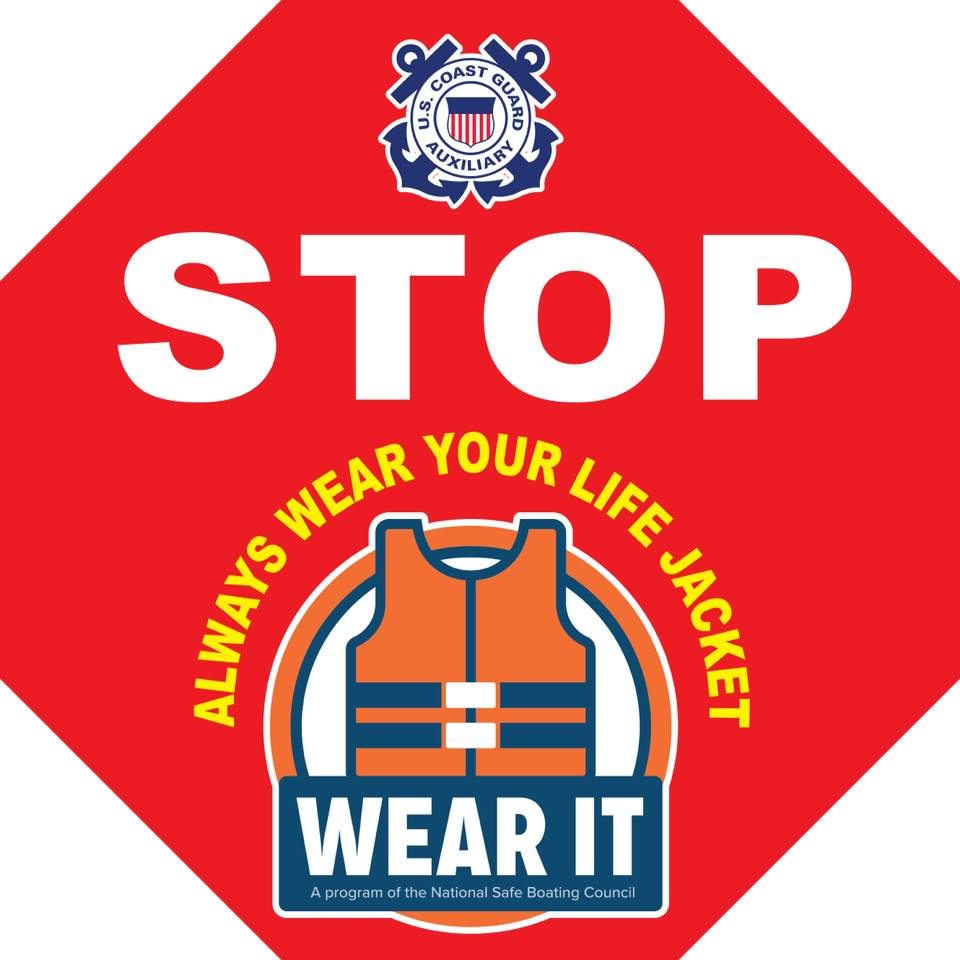 U.S. COAST GUARD
AUXILIARY
STOP
ALWAYS WEAR YOUR LIFE JACKET
WEAR IT
A program of the National Safe Boating Council